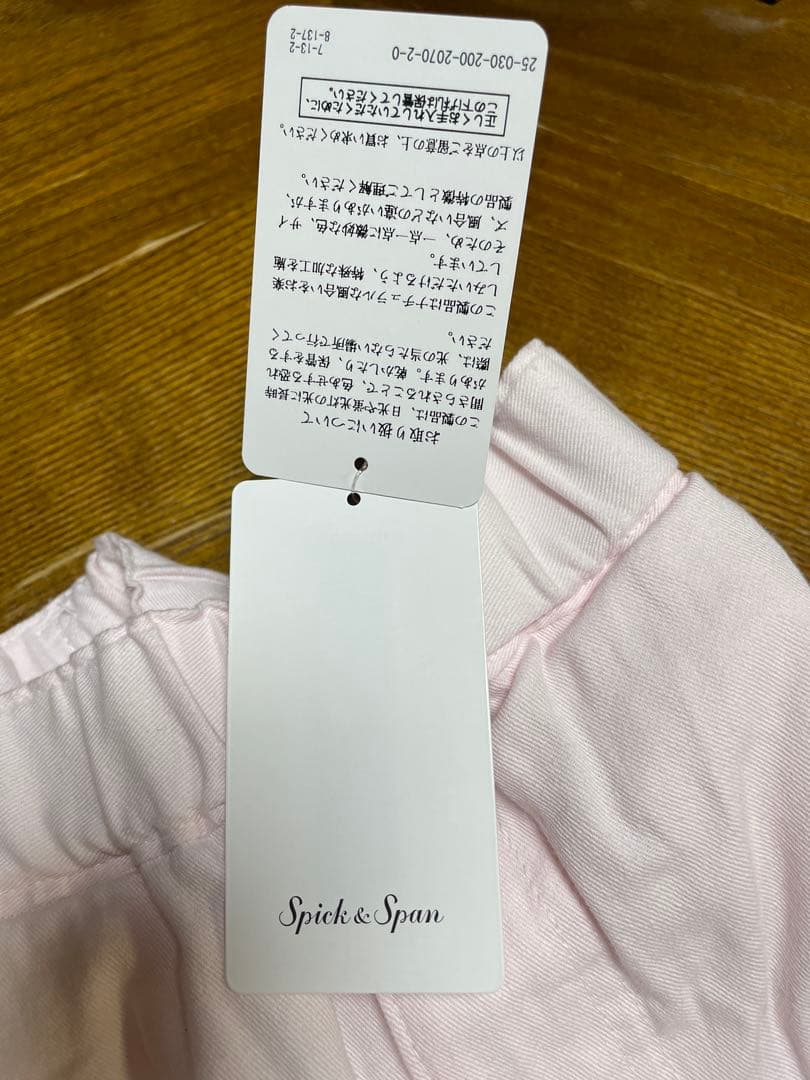 お取り扱いについて
この製品は、日光や蛍光灯の光に長時
間さらされることで、色あせする恐れ
があります。乾かしたり、保管をする
際は、光の当たらない場所で行ってく
ださい。
この製品はナチュラルな風合いをお楽
しみいただけるよう、特殊な加工を施
しています。
そのため、一点一点に微妙な色、サイ
ズ、風合いなどの違いがありますが、
製品の特徴としてご理解ください。
以上の点をご留意の上、お買い求めください。
正しくお手入れしていただくために、
この下げ札は保管してください。
25-030-200-2070-2-0
7-13-2
8-137-2
Spick & Span